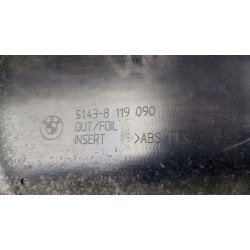 5143-8 119 090
OUT/FOIL
INSERT >ABS